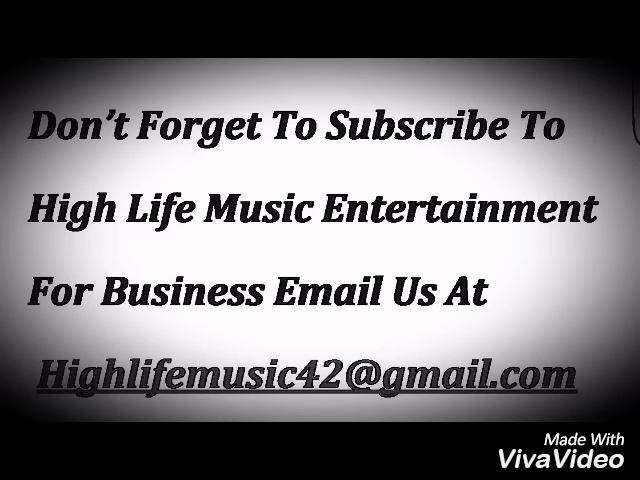 Don't Forget To Subscribe To
High Life Music Entertainment
For Business Email Us At
Highlifemusic42@gmail.com
Made With
VivaVideo